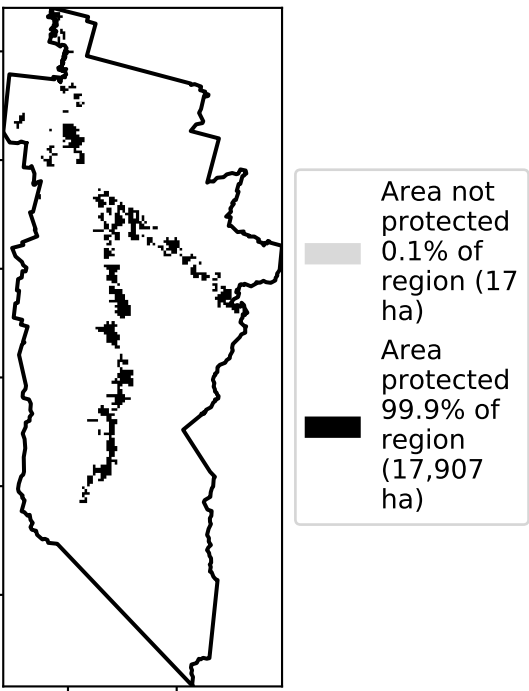 Area not
protected
0.1% of
region (17
ha)
Area
protected
99.9% of
region
(17,907
ha)